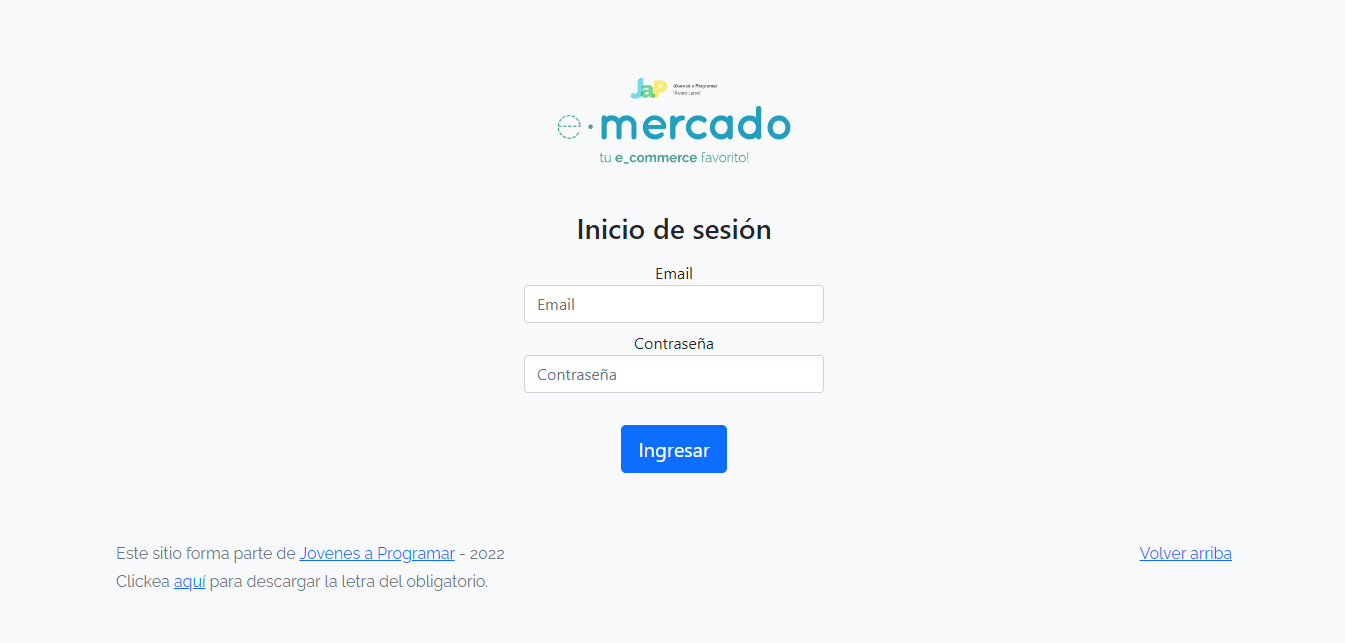 JaP Jóvenes a Programar
"Álvaro Lamé"
e·mercado
tu e_commerce favorito!
Inicio de sesión
Email
Email
Contraseña
Contraseña
Ingresar
Este sitio forma parte de Jovenes a Programar - 2022
Volver arriba
Clickea aquí para descargar la letra del obligatorio.